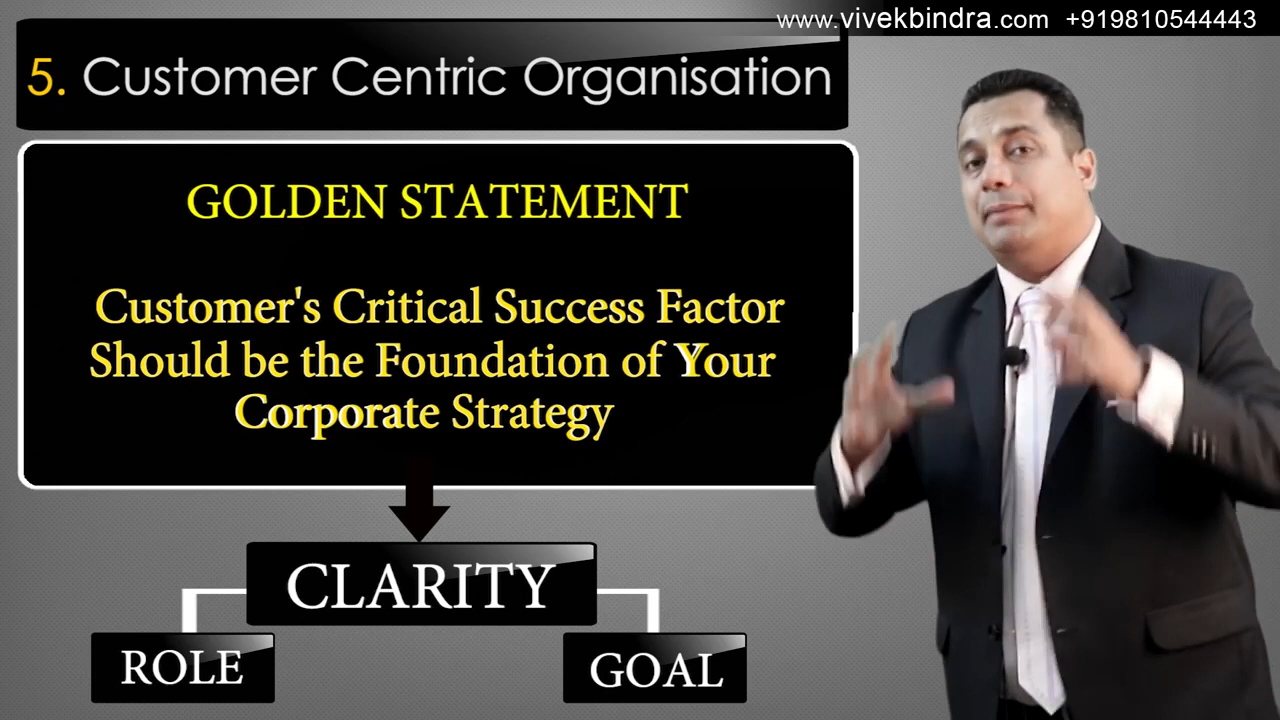 www.vivekbindra.com +919810544443
5. Customer Centric Organisation
GOLDEN STATEMENT
Customer's Critical Success Factor
Should be the Foundation of Your
Corporate Strategy
CLARITY
ROLE
GOAL